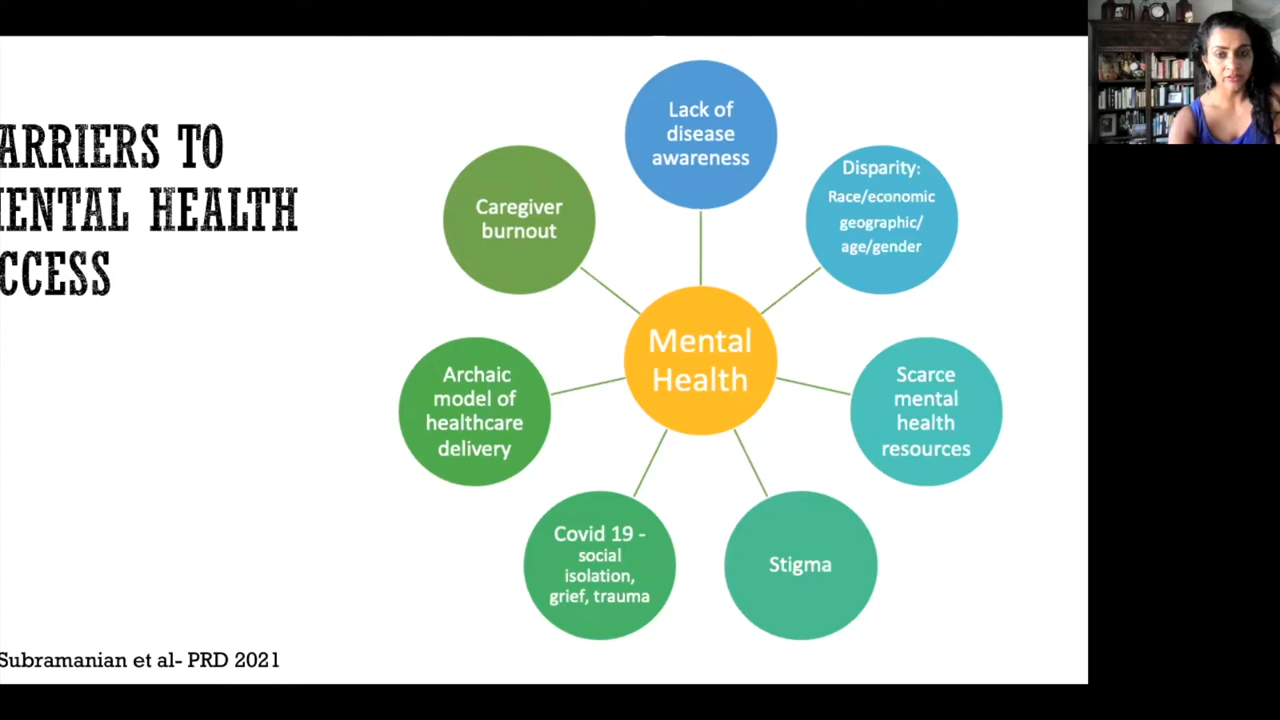 ARRIERS TO
ENTAL HEALTH
CCESS
Lack of
disease
awareness
Disparity:
Race/economic
geographic/
age/gender
Scarce
mental
health
resources
Stigma
Covid 19 -
social
isolation,
grief, trauma
Archaic
model of
healthcare
delivery
Caregiver
burnout
Mental
Health
Subramanian et al- PRD 2021